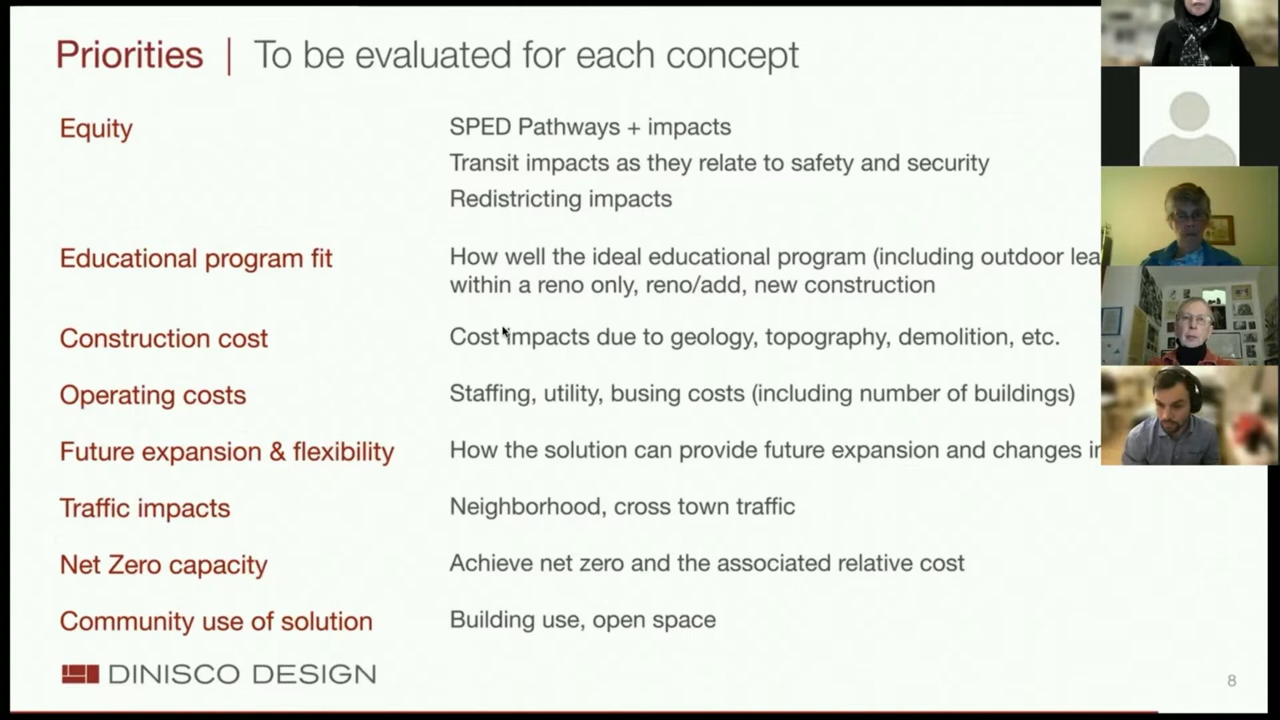 Priorities | To be evaluated for each concept
Equity
SPED Pathways + impacts
Transit impacts as they relate to safety and security
Redistricting impacts
Educational program fit
How well the ideal educational program (including outdoor
within a reno only, reno/add, new construction
Construction cost
Cost impacts due to geology, topography, demolition, etc.
Operating costs
Staffing, utility, busing costs (including number of buildings)
Future expansion & flexibility
How the solution can provide future expansion and changes
Traffic impacts
Neighborhood, cross town traffic
Net Zero capacity
Achieve net zero and the associated relative cost
Community use of solution
Building use, open space
DINISCO DESIGN
8